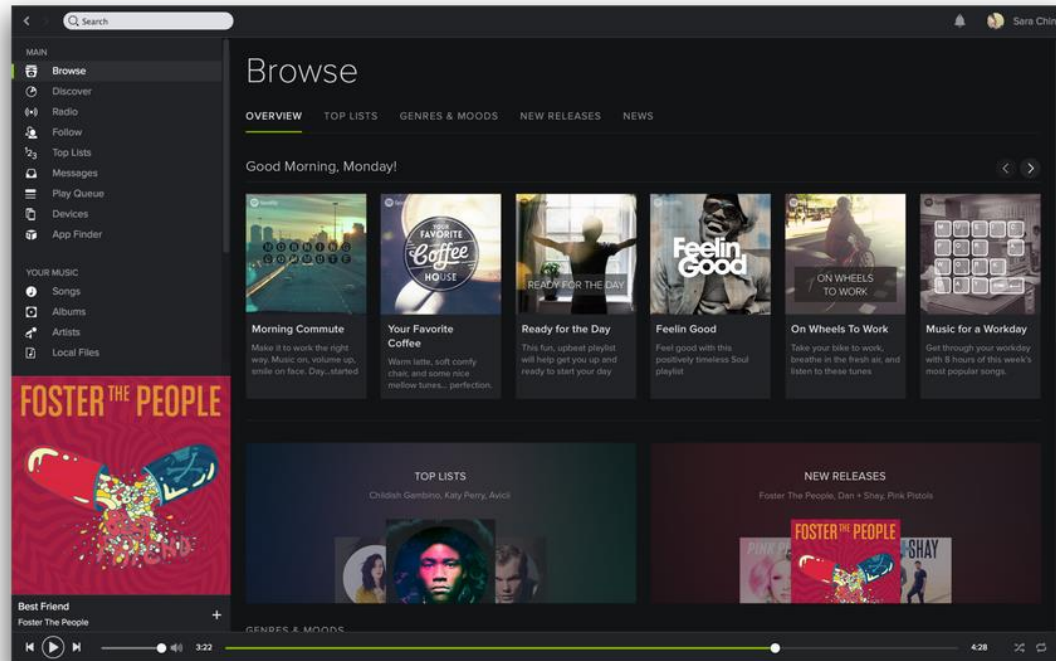 Search
Sara Chin
MAIN
Browse
Discover
Radio
Follow
Top Lists
Messages
Play Queue
Devices
App Finder
YOUR MUSIC
Songs
Albums
Artists
Local Files
FOSTER THE PEOPLE
BEST
FRIEND
Best Friend
Foster The People
Browse
OVERVIEW
TOP LISTS
GENRES & MOODS
NEW RELEASES
NEWS
Good Morning, Monday!
Spotify
MORNING
COMMUTE
Morning Commute
Make it to work the right
way. Music on, volume up,
smile on face. Day...started
YOUR
FAVORITE
Coffee
HOUSE
Your Favorite
Coffee
Warm latte, soft comfy
chair, and some nice
mellow tunes... perfection.
READY FOR THE DAY
Ready for the Day
This fun, upbeat playlist
will help get you up and
ready to start your day
Spotify
Feelin
Good
Feelin Good
Feel good with this
positively timeless Soul
playlist
ON WHEELS
TO WORK
On Wheels To Work
Take your bike to work,
breathe in the fresh air, and
listen to these tunes
MUSIC
FOR A
WORK
Music for a Workday
Get through your workday
with 8 hours of this week's
most popular songs.
TOP LISTS
Childish Gambino, Katy Perry, Avicii
NEW RELEASES
Foster The People, Dan + Shay, Pink Pistols
PINK P
FOSTER THE PEOPLE
+SHAY
GENRES & MOODS
3:22
4:28